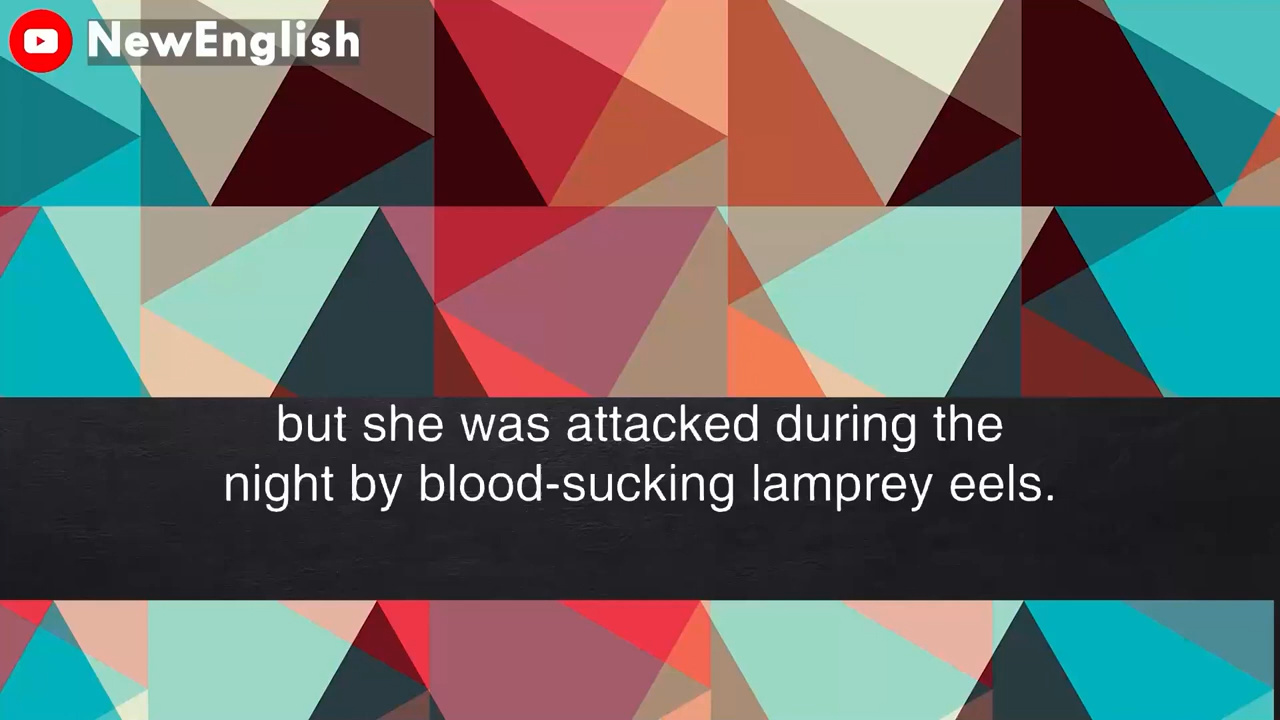 NewEnglish
but she was attacked during the
night by blood-sucking lamprey eels.